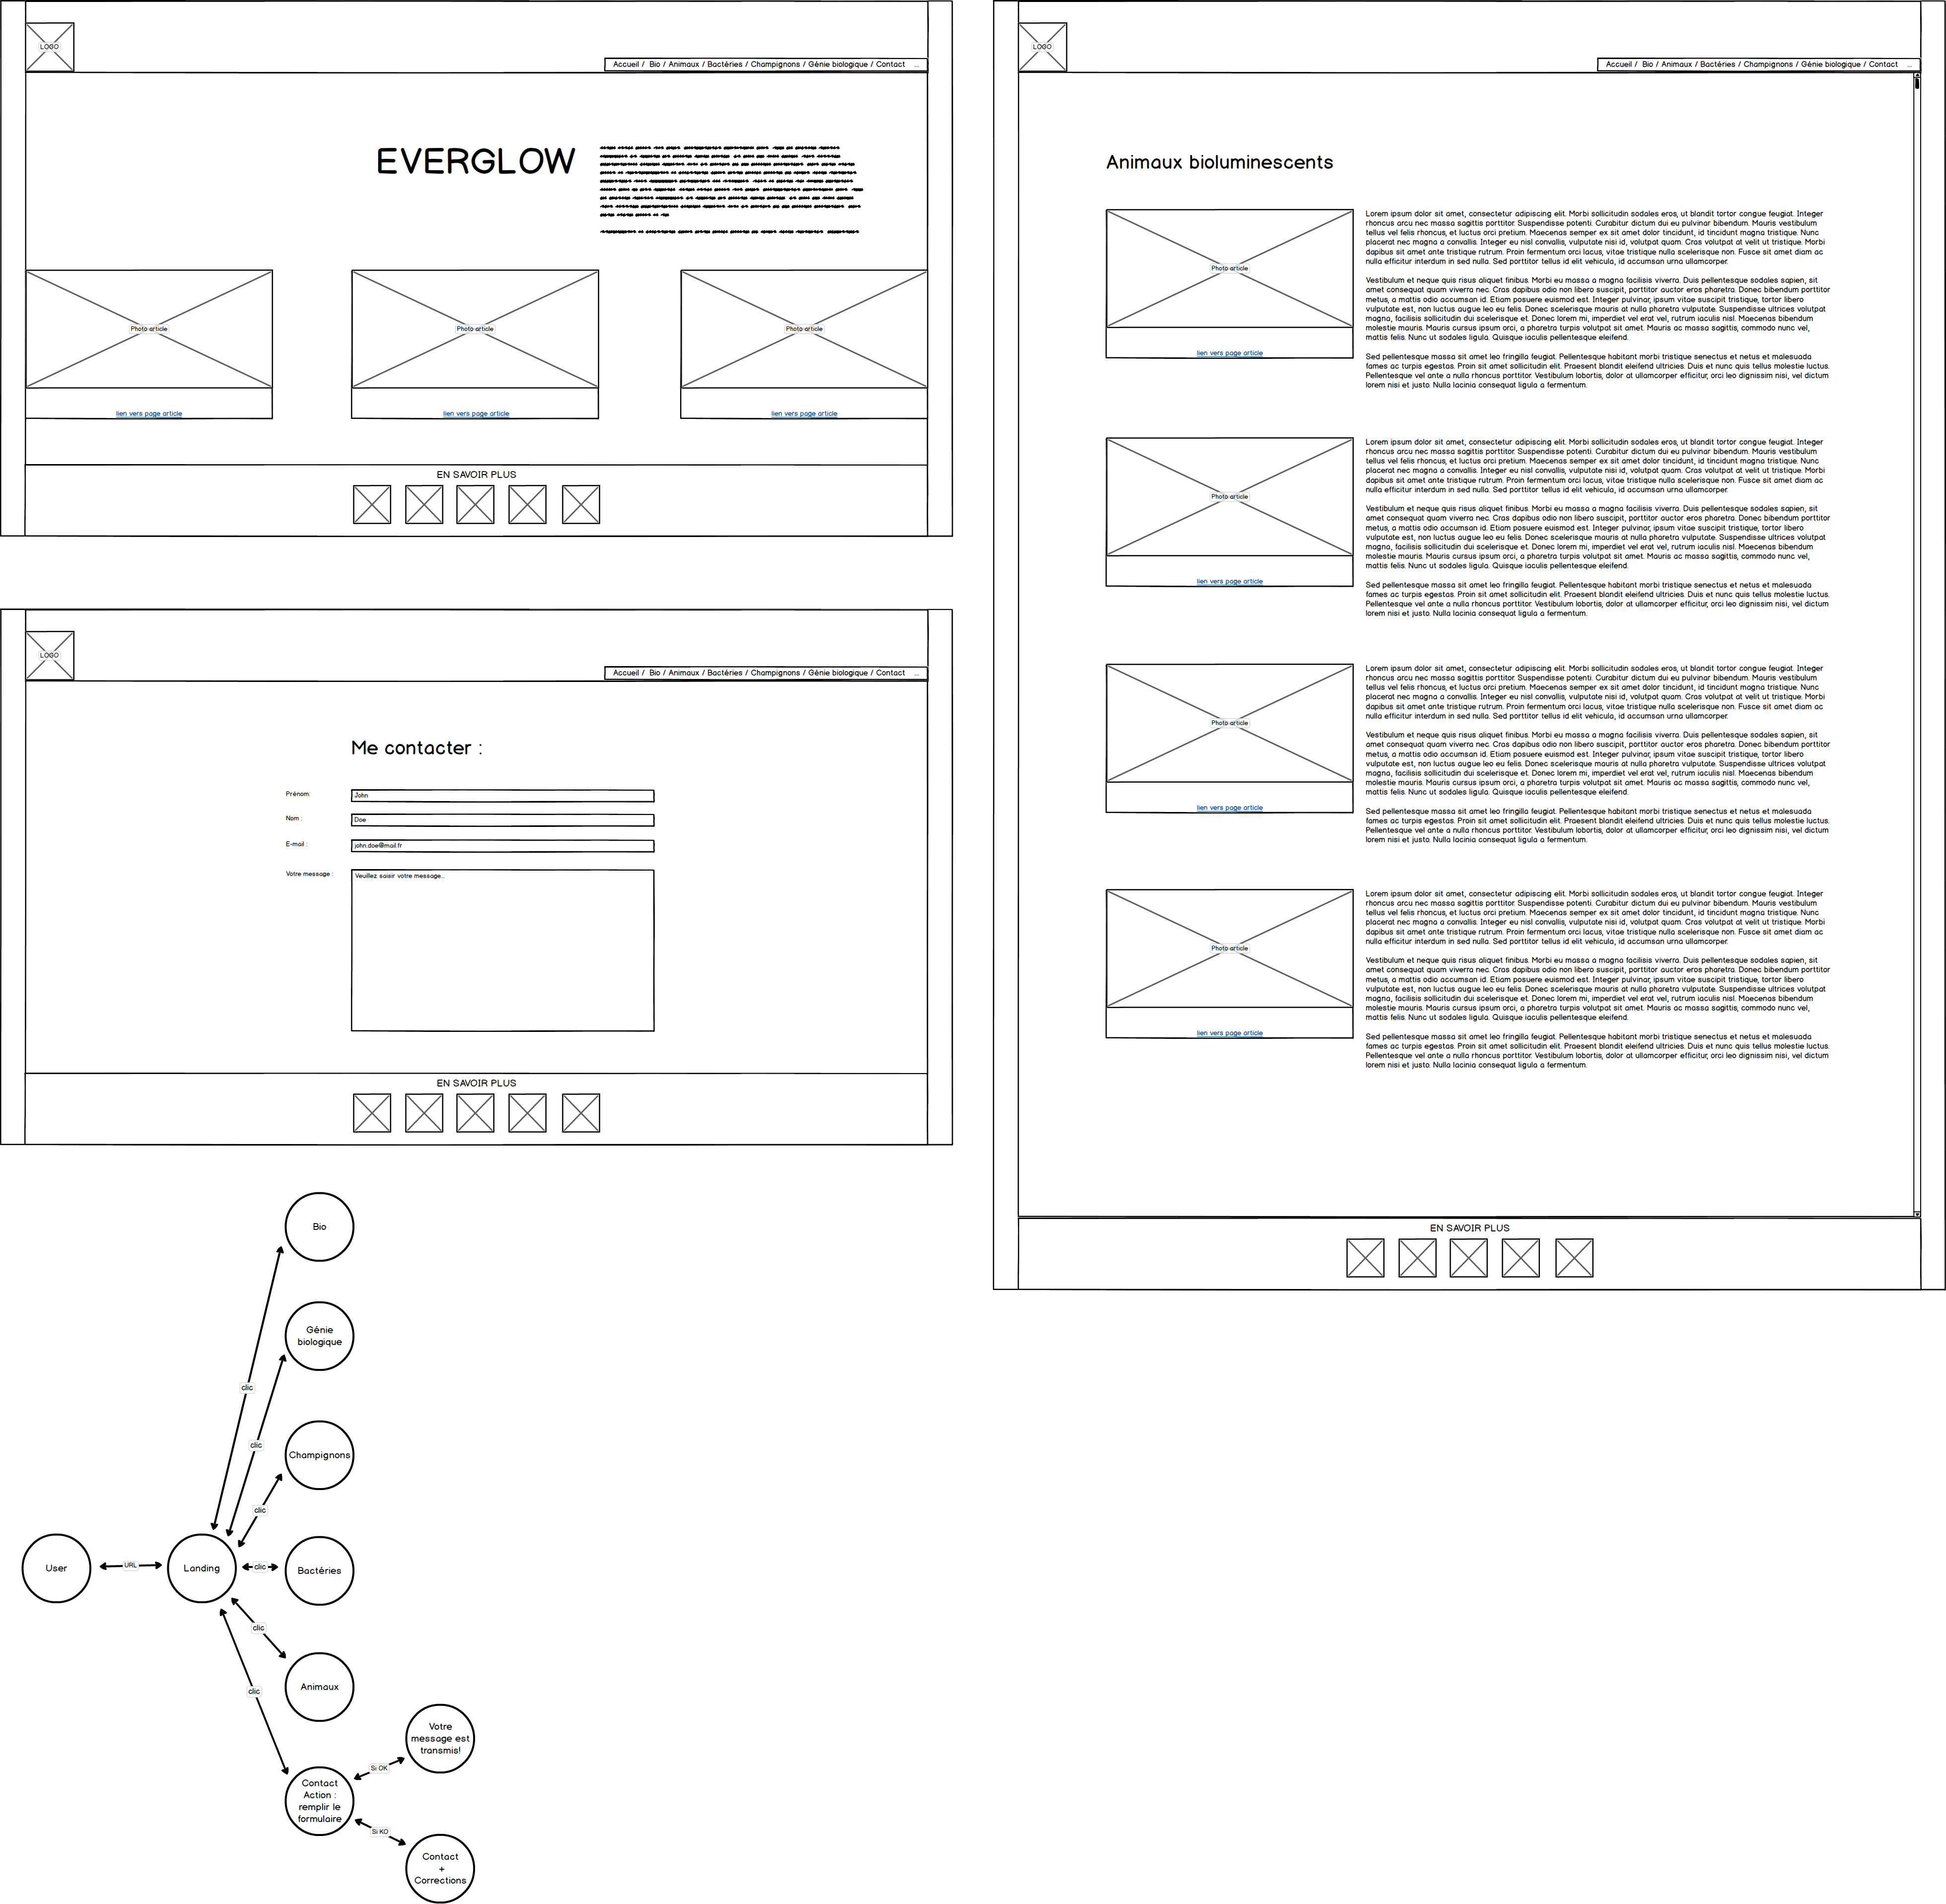 LOGO
Accueil / Bio / Animaux / Bactéries / Champignons / Génie biologique / Contact ...
EVERGLOW
Photo article
Photo article
Photo article
lien vers page article
lien vers page article
lien vers page article
EN SAVOIR PLUS
LOGO
Accueil / Bio / Animaux / Bactéries / Champignons / Génie biologique / Contact ...
Me contacter :
Prénom:
John
Nom :
Doe
E-mail :
john.doe@mail.fr
Votre message :
Veuillez saisir votre message...
EN SAVOIR PLUS
LOGO
Accueil / Bio / Animaux / Bactéries / Champignons / Génie biologique / Contact ...
Animaux bioluminescents
Photo article
lien vers page article
Lorem ipsum dolor sit amet, consectetur adipiscing elit. Morbi sollicitudin sodales eros, ut blandit tortor congue feugiat. Integer
rhoncus arcu nec massa sagittis porttitor. Suspendisse potenti. Curabitur dictum dui eu pulvinar bibendum. Mauris vestibulum
tellus vel felis rhoncus, et luctus orci pretium. Maecenas semper ex sit amet dolor tincidunt, id tincidunt magna tristique. Nunc
placerat nec magna a convallis. Integer eu nisl convallis, vulputate nisi id, volutpat quam. Cras volutpat at velit ut tristique. Morbi
dapibus sit amet ante tristique rutrum. Proin fermentum orci lacus, vitae tristique nulla scelerisque non. Fusce sit amet diam ac
nulla efficitur interdum in sed nulla. Sed porttitor tellus id elit vehicula, id accumsan urna ullamcorper.
Vestibulum et neque quis risus aliquet finibus. Morbi eu massa a magna facilisis viverra. Duis pellentesque sodales sapien, sit
amet consequat quam viverra nec. Cras dapibus odio non libero suscipit, porttitor auctor eros pharetra. Donec bibendum porttitor
metus, a mattis odio accumsan id. Etiam posuere euismod est. Integer pulvinar, ipsum vitae suscipit tristique, tortor libero
vulputate est, non luctus augue leo eu felis. Donec scelerisque mauris at nulla pharetra vulputate. Suspendisse ultrices volutpat
magna, facilisis sollicitudin dui scelerisque et. Donec lorem mi, imperdiet vel erat vel, rutrum iaculis nisl. Maecenas bibendum
molestie mauris. Mauris cursus ipsum orci, a pharetra turpis volutpat sit amet. Mauris ac massa sagittis, commodo nunc vel,
mattis felis. Nunc ut sodales ligula. Quisque iaculis pellentesque eleifend.
Sed pellentesque massa sit amet leo fringilla feugiat. Pellentesque habitant morbi tristique senectus et netus et malesuada
fames ac turpis egestas. Proin sit amet sollicitudin elit. Praesent blandit eleifend ultricies. Duis et nunc quis tellus molestie luctus.
Pellentesque vel ante a nulla rhoncus porttitor. Vestibulum lobortis, dolor at ullamcorper efficitur, orci leo dignissim nisi, vel dictum
lorem nisi et justo. Nulla lacinia consequat ligula a fermentum.
Photo article
lien vers page article
Lorem ipsum dolor sit amet, consectetur adipiscing elit. Morbi sollicitudin sodales eros, ut blandit tortor congue feugiat. Integer
rhoncus arcu nec massa sagittis porttitor. Suspendisse potenti. Curabitur dictum dui eu pulvinar bibendum. Mauris vestibulum
tellus vel felis rhoncus, et luctus orci pretium. Maecenas semper ex sit amet dolor tincidunt, id tincidunt magna tristique. Nunc
placerat nec magna a convallis. Integer eu nisl convallis, vulputate nisi id, volutpat quam. Cras volutpat at velit ut tristique. Morbi
dapibus sit amet ante tristique rutrum. Proin fermentum orci lacus, vitae tristique nulla scelerisque non. Fusce sit amet diam ac
nulla efficitur interdum in sed nulla. Sed porttitor tellus id elit vehicula, id accumsan urna ullamcorper.
Vestibulum et neque quis risus aliquet finibus. Morbi eu massa a magna facilisis viverra. Duis pellentesque sodales sapien, sit
amet consequat quam viverra nec. Cras dapibus odio non libero suscipit, porttitor auctor eros pharetra. Donec bibendum porttitor
metus, a mattis odio accumsan id. Etiam posuere euismod est. Integer pulvinar, ipsum vitae suscipit tristique, tortor libero
vulputate est, non luctus augue leo eu felis. Donec scelerisque mauris at nulla pharetra vulputate. Suspendisse ultrices volutpat
magna, facilisis sollicitudin dui scelerisque et. Donec lorem mi, imperdiet vel erat vel, rutrum iaculis nisl. Maecenas bibendum
molestie mauris. Mauris cursus ipsum orci, a pharetra turpis volutpat sit amet. Mauris ac massa sagittis, commodo nunc vel,
mattis felis. Nunc ut sodales ligula. Quisque iaculis pellentesque eleifend.
Sed pellentesque massa sit amet leo fringilla feugiat. Pellentesque habitant morbi tristique senectus et netus et malesuada
fames ac turpis egestas. Proin sit amet sollicitudin elit. Praesent blandit eleifend ultricies. Duis et nunc quis tellus molestie luctus.
Pellentesque vel ante a nulla rhoncus porttitor. Vestibulum lobortis, dolor at ullamcorper efficitur, orci leo dignissim nisi, vel dictum
lorem nisi et justo. Nulla lacinia consequat ligula a fermentum.
Photo article
lien vers page article
Lorem ipsum dolor sit amet, consectetur adipiscing elit. Morbi sollicitudin sodales eros, ut blandit tortor congue feugiat. Integer
rhoncus arcu nec massa sagittis porttitor. Suspendisse potenti. Curabitur dictum dui eu pulvinar bibendum. Mauris vestibulum
tellus vel felis rhoncus, et luctus orci pretium. Maecenas semper ex sit amet dolor tincidunt, id tincidunt magna tristique. Nunc
placerat nec magna a convallis. Integer eu nisl convallis, vulputate nisi id, volutpat quam. Cras volutpat at velit ut tristique. Morbi
dapibus sit amet ante tristique rutrum. Proin fermentum orci lacus, vitae tristique nulla scelerisque non. Fusce sit amet diam ac
nulla efficitur interdum in sed nulla. Sed porttitor tellus id elit vehicula, id accumsan urna ullamcorper.
Vestibulum et neque quis risus aliquet finibus. Morbi eu massa a magna facilisis viverra. Duis pellentesque sodales sapien, sit
amet consequat quam viverra nec. Cras dapibus odio non libero suscipit, porttitor auctor eros pharetra. Donec bibendum porttitor
metus, a mattis odio accumsan id. Etiam posuere euismod est. Integer pulvinar, ipsum vitae suscipit tristique, tortor libero
vulputate est, non luctus augue leo eu felis. Donec scelerisque mauris at nulla pharetra vulputate. Suspendisse ultrices volutpat
magna, facilisis sollicitudin dui scelerisque et. Donec lorem mi, imperdiet vel erat vel, rutrum iaculis nisl. Maecenas bibendum
molestie mauris. Mauris cursus ipsum orci, a pharetra turpis volutpat sit amet. Mauris ac massa sagittis, commodo nunc vel,
mattis felis. Nunc ut sodales ligula. Quisque iaculis pellentesque eleifend.
Sed pellentesque massa sit amet leo fringilla feugiat. Pellentesque habitant morbi tristique senectus et netus et malesuada
fames ac turpis egestas. Proin sit amet sollicitudin elit. Praesent blandit eleifend ultricies. Duis et nunc quis tellus molestie luctus.
Pellentesque vel ante a nulla rhoncus porttitor. Vestibulum lobortis, dolor at ullamcorper efficitur, orci leo dignissim nisi, vel dictum
lorem nisi et justo. Nulla lacinia consequat ligula a fermentum.
Photo article
lien vers page article
Lorem ipsum dolor sit amet, consectetur adipiscing elit. Morbi sollicitudin sodales eros, ut blandit tortor congue feugiat. Integer
rhoncus arcu nec massa sagittis porttitor. Suspendisse potenti. Curabitur dictum dui eu pulvinar bibendum. Mauris vestibulum
tellus vel felis rhoncus, et luctus orci pretium. Maecenas semper ex sit amet dolor tincidunt, id tincidunt magna tristique. Nunc
placerat nec magna a convallis. Integer eu nisl convallis, vulputate nisi id, volutpat quam. Cras volutpat at velit ut tristique. Morbi
dapibus sit amet ante tristique rutrum. Proin fermentum orci lacus, vitae tristique nulla scelerisque non. Fusce sit amet diam ac
nulla efficitur interdum in sed nulla. Sed porttitor tellus id elit vehicula, id accumsan urna ullamcorper.
Vestibulum et neque quis risus aliquet finibus. Morbi eu massa a magna facilisis viverra. Duis pellentesque sodales sapien, sit
amet consequat quam viverra nec. Cras dapibus odio non libero suscipit, porttitor auctor eros pharetra. Donec bibendum porttitor
metus, a mattis odio accumsan id. Etiam posuere euismod est. Integer pulvinar, ipsum vitae suscipit tristique, tortor libero
vulputate est, non luctus augue leo eu felis. Donec scelerisque mauris at nulla pharetra vulputate. Suspendisse ultrices volutpat
magna, facilisis sollicitudin dui scelerisque et. Donec lorem mi, imperdiet vel erat vel, rutrum iaculis nisl. Maecenas bibendum
molestie mauris. Mauris cursus ipsum orci, a pharetra turpis volutpat sit amet. Mauris ac massa sagittis, commodo nunc vel,
mattis felis. Nunc ut sodales ligula. Quisque iaculis pellentesque eleifend.
Sed pellentesque massa sit amet leo fringilla feugiat. Pellentesque habitant morbi tristique senectus et netus et malesuada
fames ac turpis egestas. Proin sit amet sollicitudin elit. Praesent blandit eleifend ultricies. Duis et nunc quis tellus molestie luctus.
Pellentesque vel ante a nulla rhoncus porttitor. Vestibulum lobortis, dolor at ullamcorper efficitur, orci leo dignissim nisi, vel dictum
lorem nisi et justo. Nulla lacinia consequat ligula a fermentum.
EN SAVOIR PLUS
Bio
Génie
biologique
clic
clic
Champignons
clic
User
URL
Landing
clic
Bactéries
clic
Animaux
clic
Votre
message est
transmis!
Si OK
Contact
Action :
remplir le
formulaire
Si KO
Contact
+
Corrections